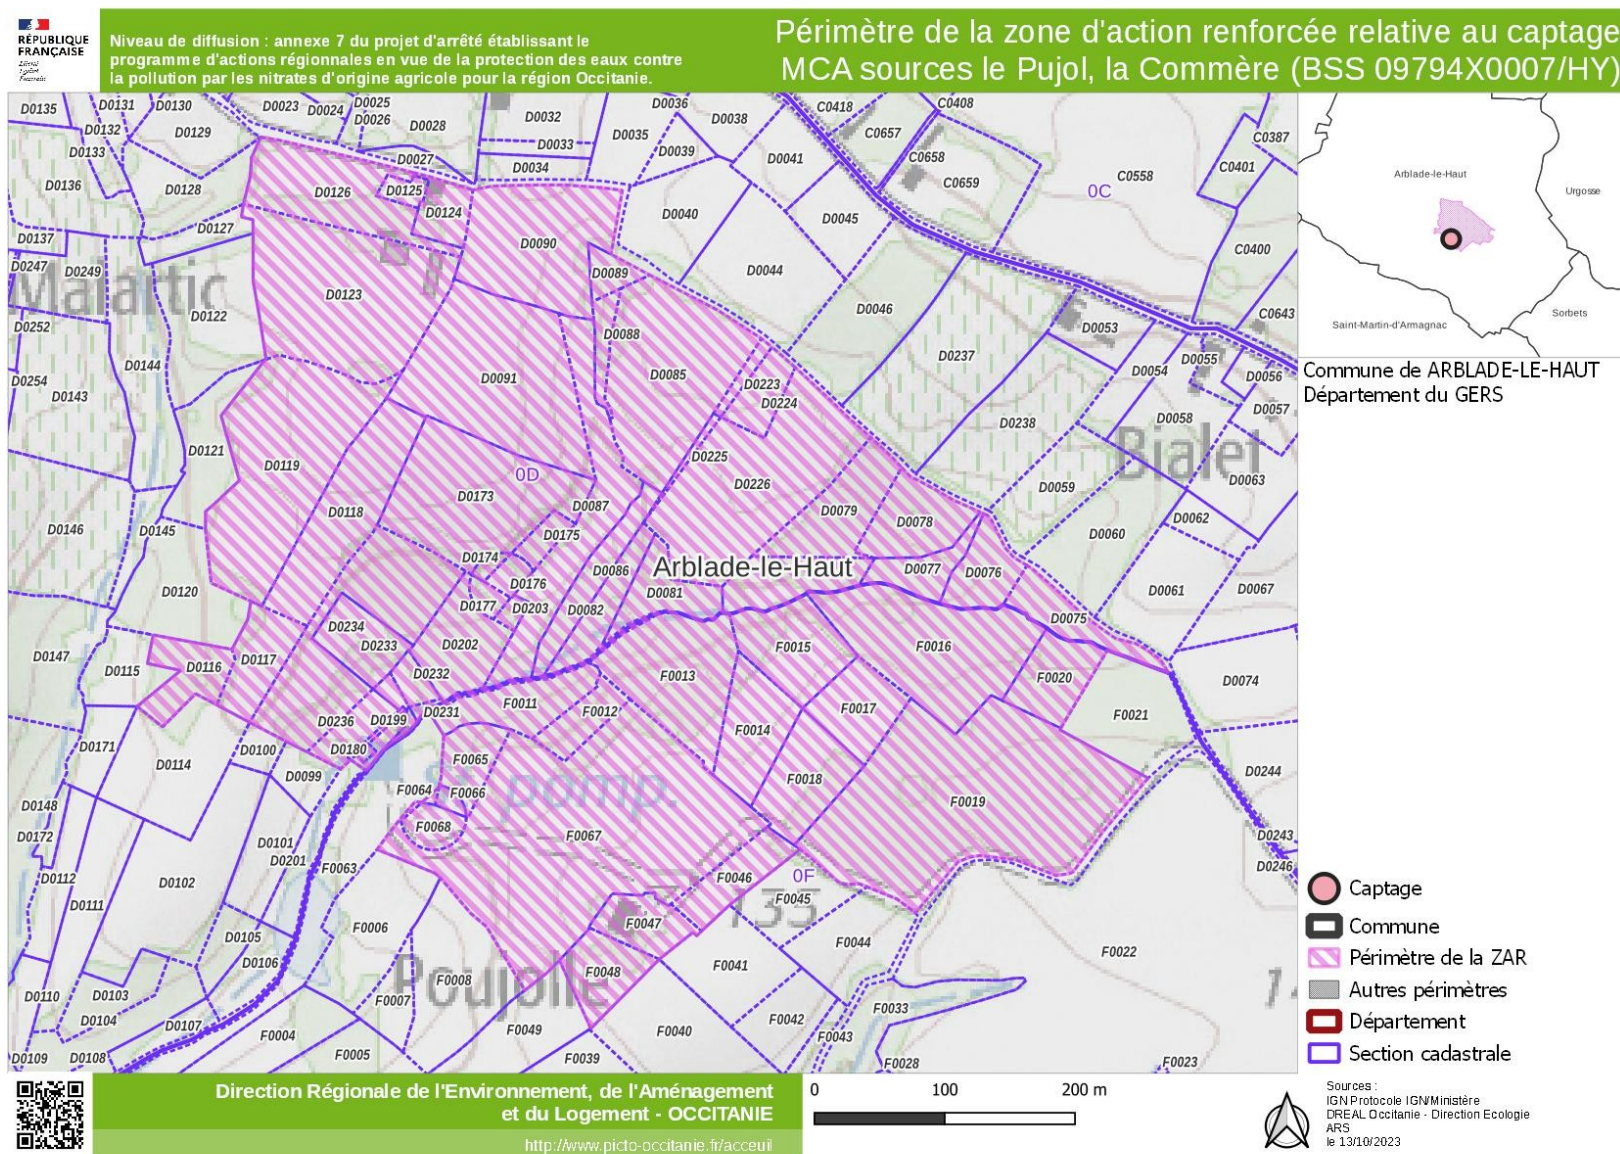 RÉPUBLIQUE
FRANÇAISE
Liberté
Égalité
Fraternité
Niveau de diffusion : annexe 7 du projet d'arrêté établissant le
programme d'actions régionales en vue de la protection des eaux contre
la pollution par les nitrates d'origine agricole pour la région Occitanie.
Périmètre de la zone d'action renforcée relative au captage
MCA sources le Pujol, la Commère (BSS 09794X0007/HY)
D0135 D0131 D0130 D0023 D0024 D0025 D0026 D0028 D0032 D0036 D0038 C0418 C0408
D0132 D0129 D0033 D0035 C0657 C0387
D0133 D0027 D0034 D0039 D0041 C0658 C0401
D0136 D0128 D0126 D0125 C0659 0C C0558
D0127 D0124 D0040 D0045
D0137 D0090 C0400
D0247 D0249 D0089 D0044
Malartic
D0123
D0122 D0046 C0643
D0252 D0088 D0053
D0144 D0237 D0055
D0254 D0091 D0085 D0223 D0054 D0056
D0143 D0224 D0058 D0057
D0238
Bialet
D0121 D0225
D0119 0D D0226 D0063
D0173 D0059
D0118 D0087 D0079 D0078 D0062
D0146 D0145 D0175 D0060
D0174 D0086
Arblade-le-Haut
D0077 D0076
D0120 D0176 D0081 D0061 D0067
D0177 D0203 D0082
D0234 D0075
D0233 D0202 F0015 F0016
D0147 D0115 D0116 D0117 D0232 F0013 F0020 D0074
D0236 D0199 D0231 F0011 F0012 F0017 F0021
D0171 D0100 D0180 F0014
D0114 D0099 F0065 F0018 D0244
st. pomp.
F0064 F0066 F0019
D0148 F0068 F0067
D0172 D0101 D0243
D0201 F0063 D0246
D0112 D0102 F0046 0F
D0111 F0045
133
F0047
D0105 F0006 F0044
D0106 F0041 F0022
Poujolle
F0048
D0110 D0103 F0007 F0008 F0033
D0104 D0107 F0042
F0004 F0049 F0040 F0043
D0109 D0108 F0005 F0039 F0028 F0023
Arblade-le-Haut
Urgosse
Sorbets
Saint-Martin-d'Armagnac
Commune de ARBLADE-LE-HAUT
Département du GERS
Captage
Commune
Périmètre de la ZAR
Autres périmètres
Département
Section cadastrale
Direction Régionale de l'Environnement, de l'Aménagement
et du Logement - OCCITANIE
http://www.picto-occitanie.fr/acceuil
0 100 200 m
Sources :
IGN Protocole IGN/Ministère
DREAL Occitanie - Direction Ecologie
ARS
le 13/10/2023